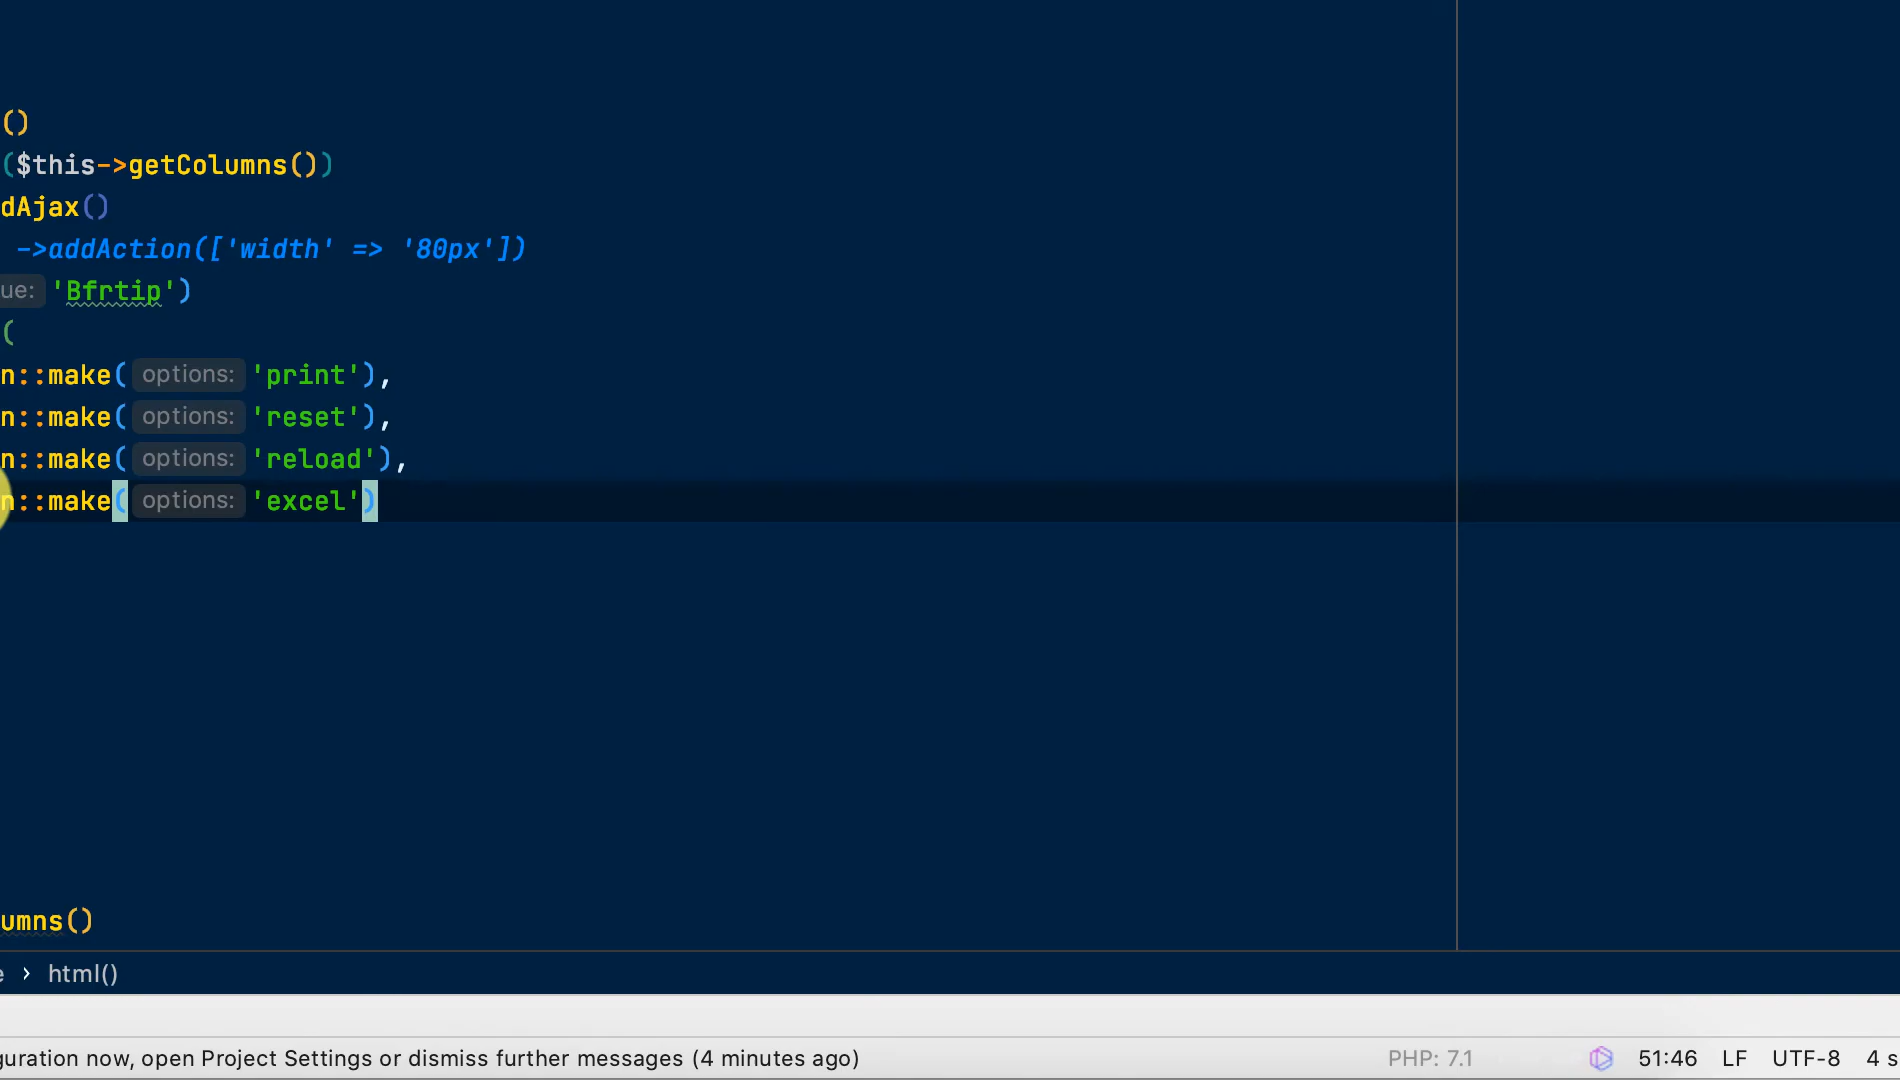 ()
($this->getColumns())
dAjax()
->addAction(['width' => '80px'])
ue: 'Bfrtip')
(
n::make( options: 'print'),
n::make( options: 'reset'),
n::make( options: 'reload'),
n::make( options: 'excel')
umns()
e › html()
guration now, open Project Settings or dismiss further messages (4 minutes ago)
PHP: 7.1 51:46 LF UTF-8 4 s